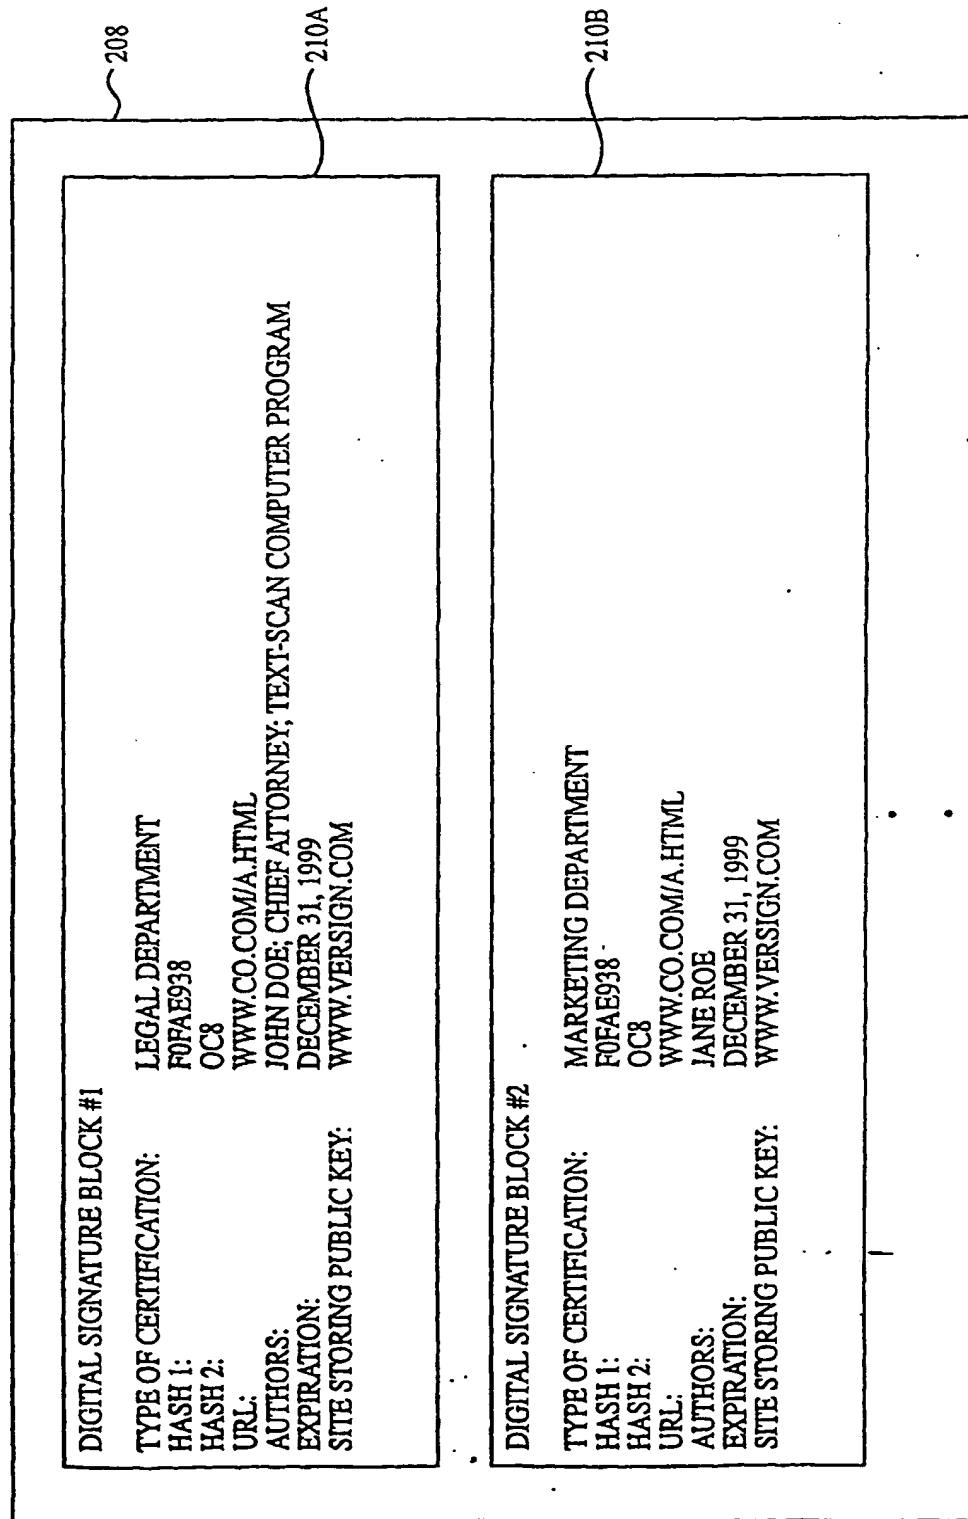 208
210A
DIGITAL SIGNATURE BLOCK #1
TYPE OF CERTIFICATION: LEGAL DEPARTMENT
HASH 1: F0FAE938
HASH 2: OC8
URL: WWW.CO.COM/A.HTML
AUTHORS: JOHN DOE; CHIEF ATTORNEY; TEXT-SCAN COMPUTER PROGRAM
EXPIRATION: DECEMBER 31, 1999
SITE STORING PUBLIC KEY: WWW.VERSIGN.COM
210B
DIGITAL SIGNATURE BLOCK #2
TYPE OF CERTIFICATION: MARKETING DEPARTMENT
HASH 1: F0FAE938
HASH 2: OC8
URL: WWW.CO.COM/A.HTML
AUTHORS: JANE ROE
EXPIRATION: DECEMBER 31, 1999
SITE STORING PUBLIC KEY: WWW.VERSIGN.COM